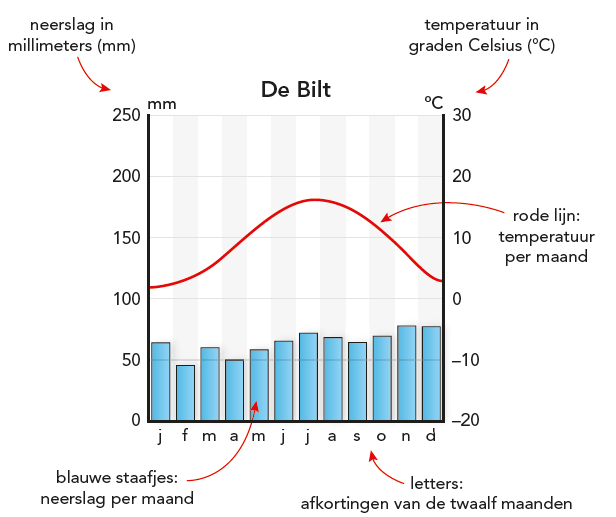 neerslag in
millimeters (mm)
temperatuur in
graden Celsius (°C)
De Bilt
mm
°C
250
200
150
100
50
0
30
20
10
0
–10
–20
rode lijn:
temperatuur
per maand
j f m a m j j a s o n d
blauwe staafjes:
neerslag per maand
letters:
afkortingen van de twaalf maanden